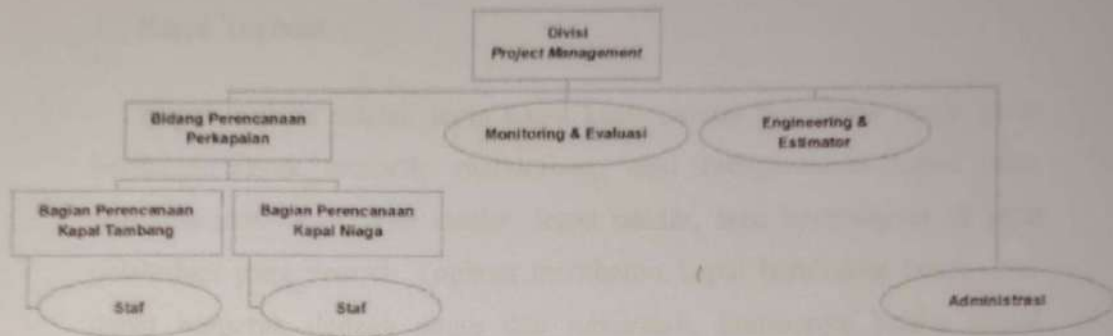 Divisi
Project Management
Bidang Perencanaan
Perkapalan
Monitoring & Evaluasi
Engineering &
Estimator
Bagian Perencanaan
Kapal Tambang
Bagian Perencanaan
Kapal Niaga
Staf
Staf
Administrasi